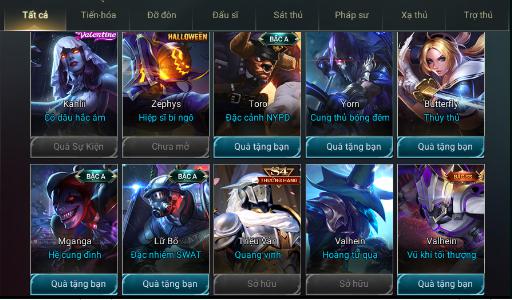 Tất cả Tiến hóa Đỡ đòn Đấu sĩ Sát thủ Pháp sư Xạ thủ Trợ thủ
Valentine HALLOWEEN BẬC A
Kahlii Zephys Toro Yorn Butterfly
Cô dâu hắc ám Hiệp sĩ bí ngô Đặc cảnh NYPD Cung thủ bóng đêm Thủy thủ
Quà Sự Kiện Chưa mở Quà tặng bạn Quà tặng bạn Quà tặng bạn
BẬC A BẬC A S4
THƯỞNG HẠNG
Mganga Lữ Bố Triệu Vân Valhein Valhein
Hề cung đình Đặc nhiệm SWAT Quang vinh Hoàng tử quạ Vũ khí tối thượng
Quà tặng bạn Quà tặng bạn Sở hữu Sở hữu Quà tặng bạn